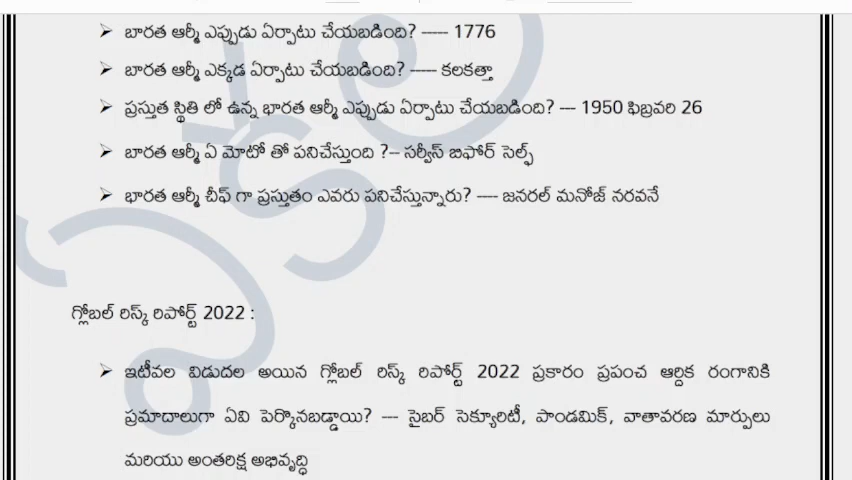 ➢ బారత ఆర్మీ ఎప్పుడు ఏర్పాటు చేయబడింది? ----- 1776
➢ బారత ఆర్మీ ఎక్కడ ఏర్పాటు చేయబడింది? ----- కలకత్తా
➢ ప్రస్తుత స్థితి లో ఉన్న భారత ఆర్మీ ఎప్పుడు ఏర్పాటు చేయబడింది? --- 1950 ఫిబ్రవరి 26
➢ బారత ఆర్మీ ఏ మోటో తో పనిచేస్తుంది ?-- సర్వీస్ బిఫోర్ సెల్ఫ్
➢ భారత ఆర్మీ చీఫ్ గా ప్రస్తుతం ఎవరు పనిచేస్తున్నారు? ---- జనరల్ మనోజ్ నరవనే
గ్లోబల్ రిస్క్ రిపోర్ట్ 2022 :
➢ ఇటీవల విడుదల అయిన గ్లోబల్ రిస్క్ రిపోర్ట్ 2022 ప్రకారం ప్రపంచ ఆర్దిక రంగానికి
ప్రమాదాలుగా ఏవి పెర్కొనబడ్డాయి? --- సైబర్ సెక్యూరిటీ, పాండమిక్, వాతావరణ మార్పులు
మరియు అంతరిక్ష అభివృద్ధి